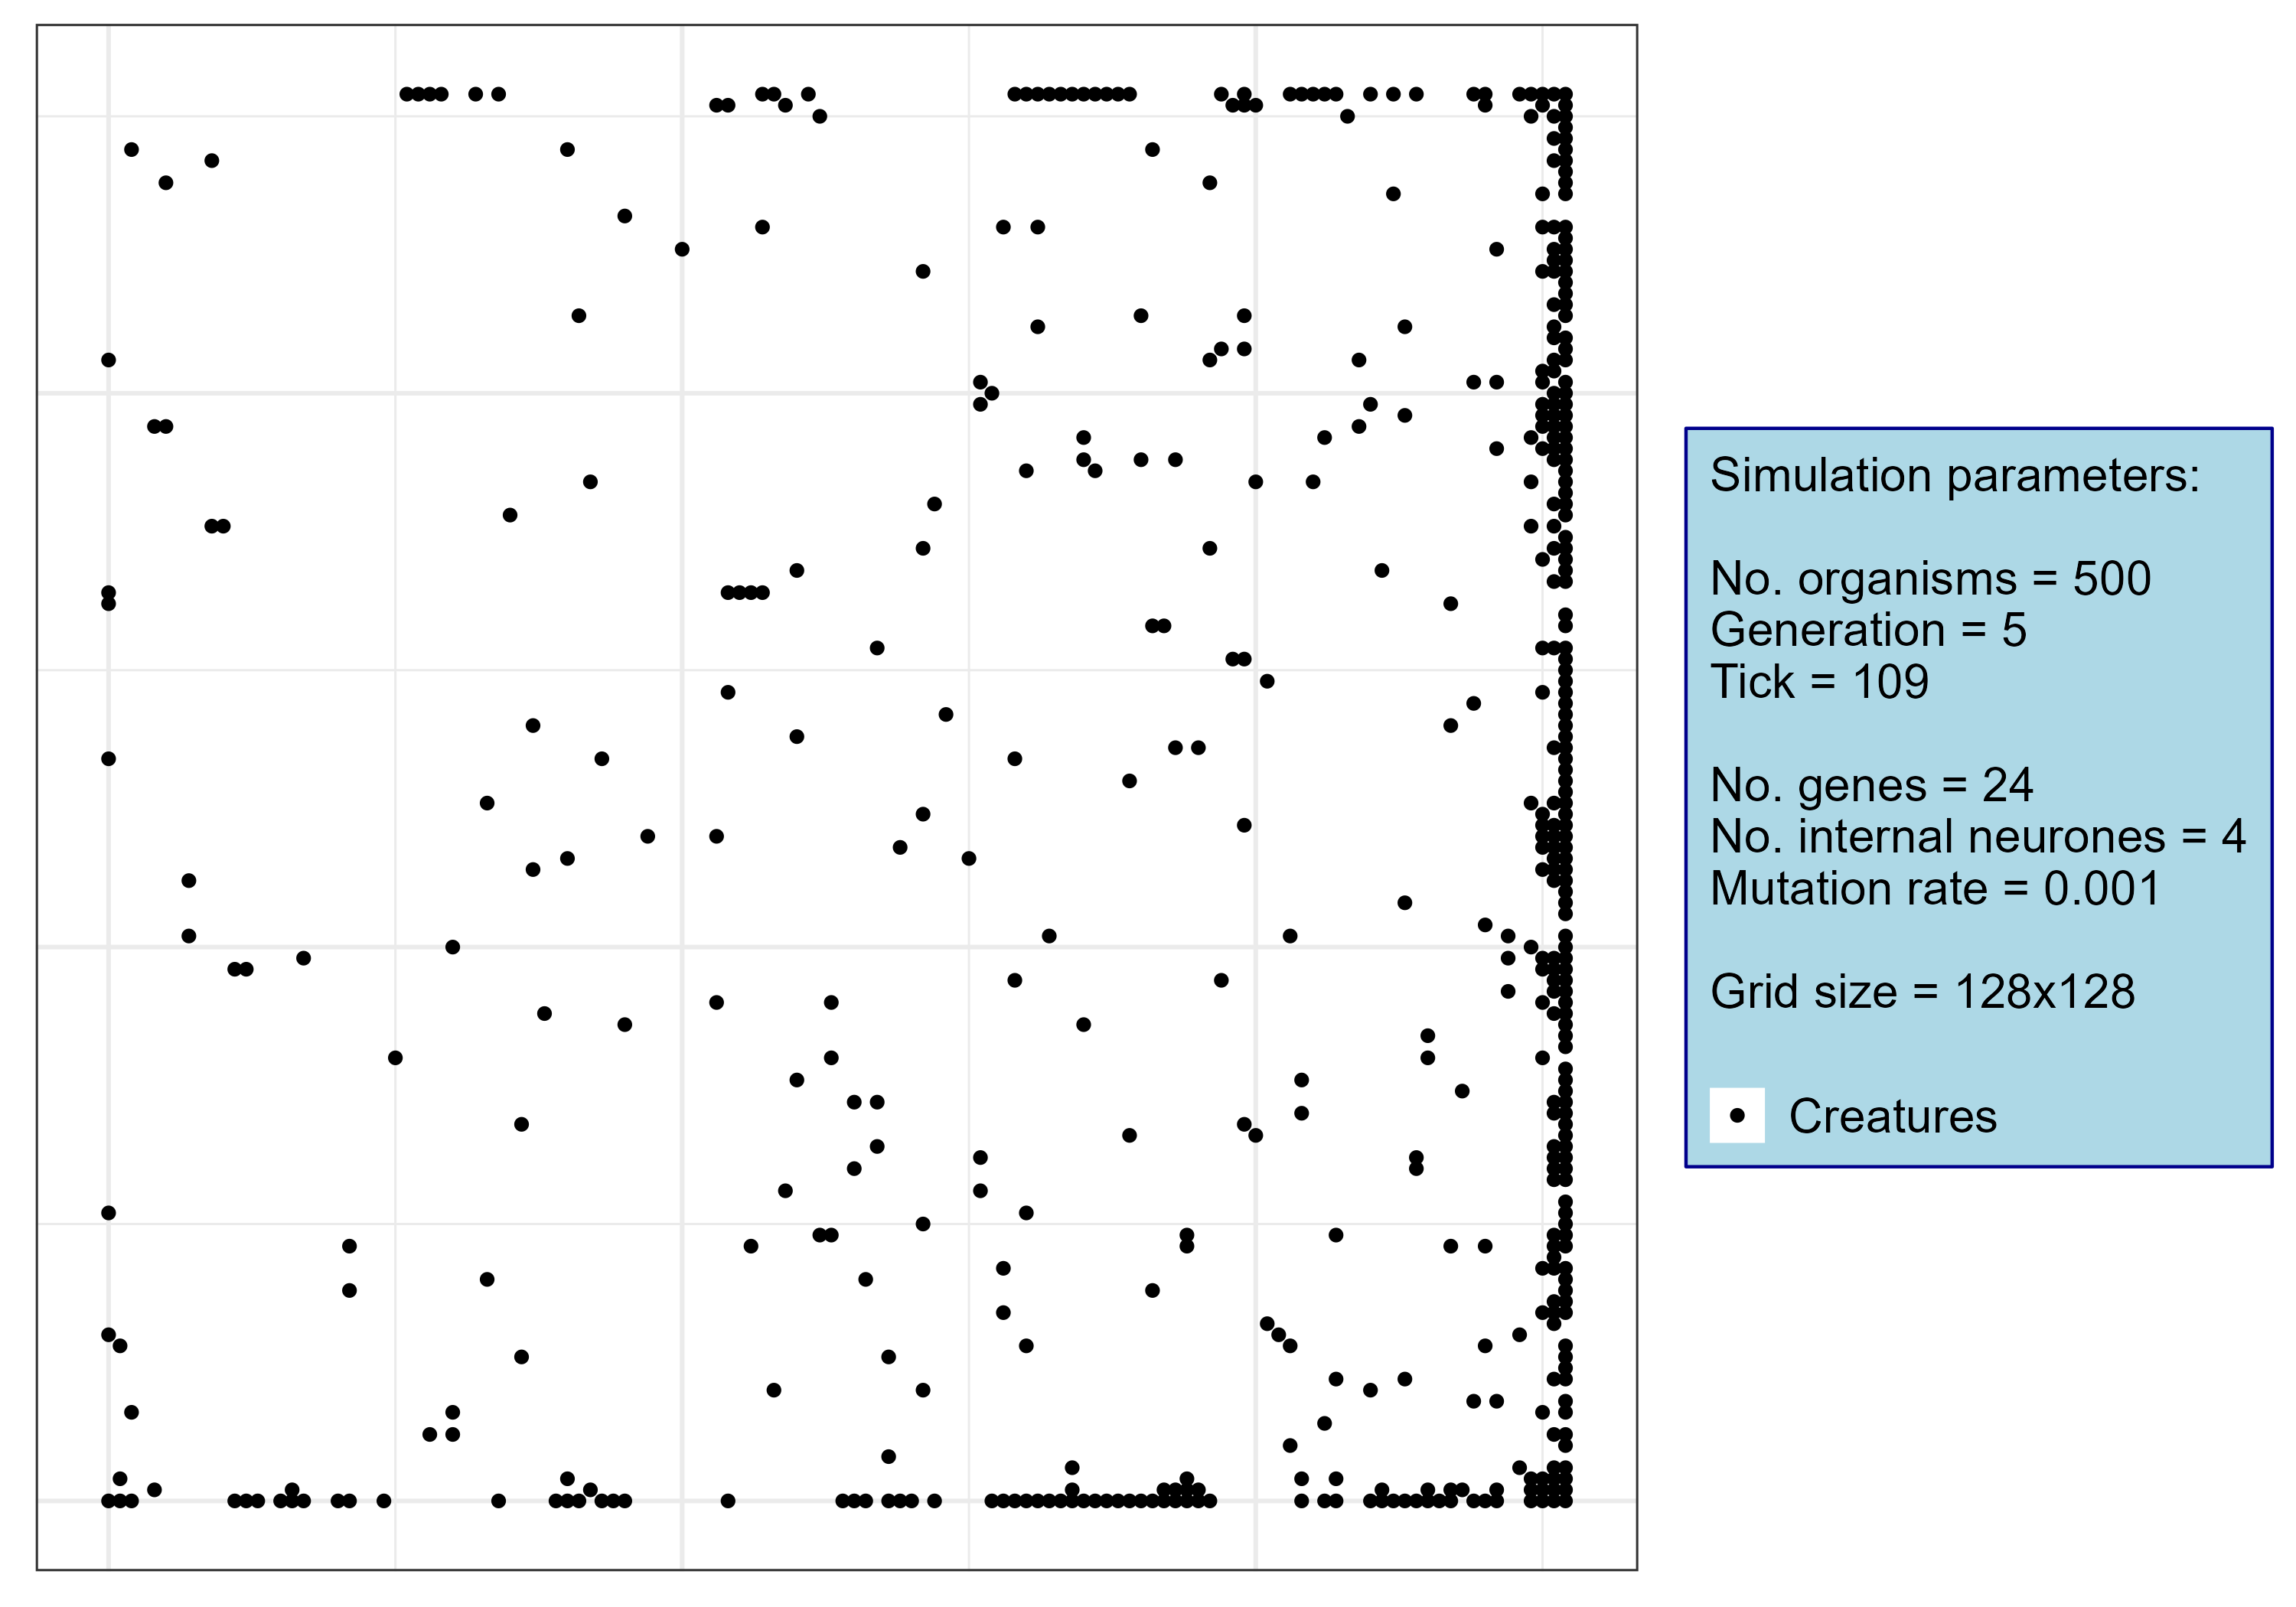 Simulation parameters:
No. organisms = 500
Generation = 5
Tick = 109
No. genes = 24
No. internal neurones = 4
Mutation rate = 0.001
Grid size = 128x128
Creatures